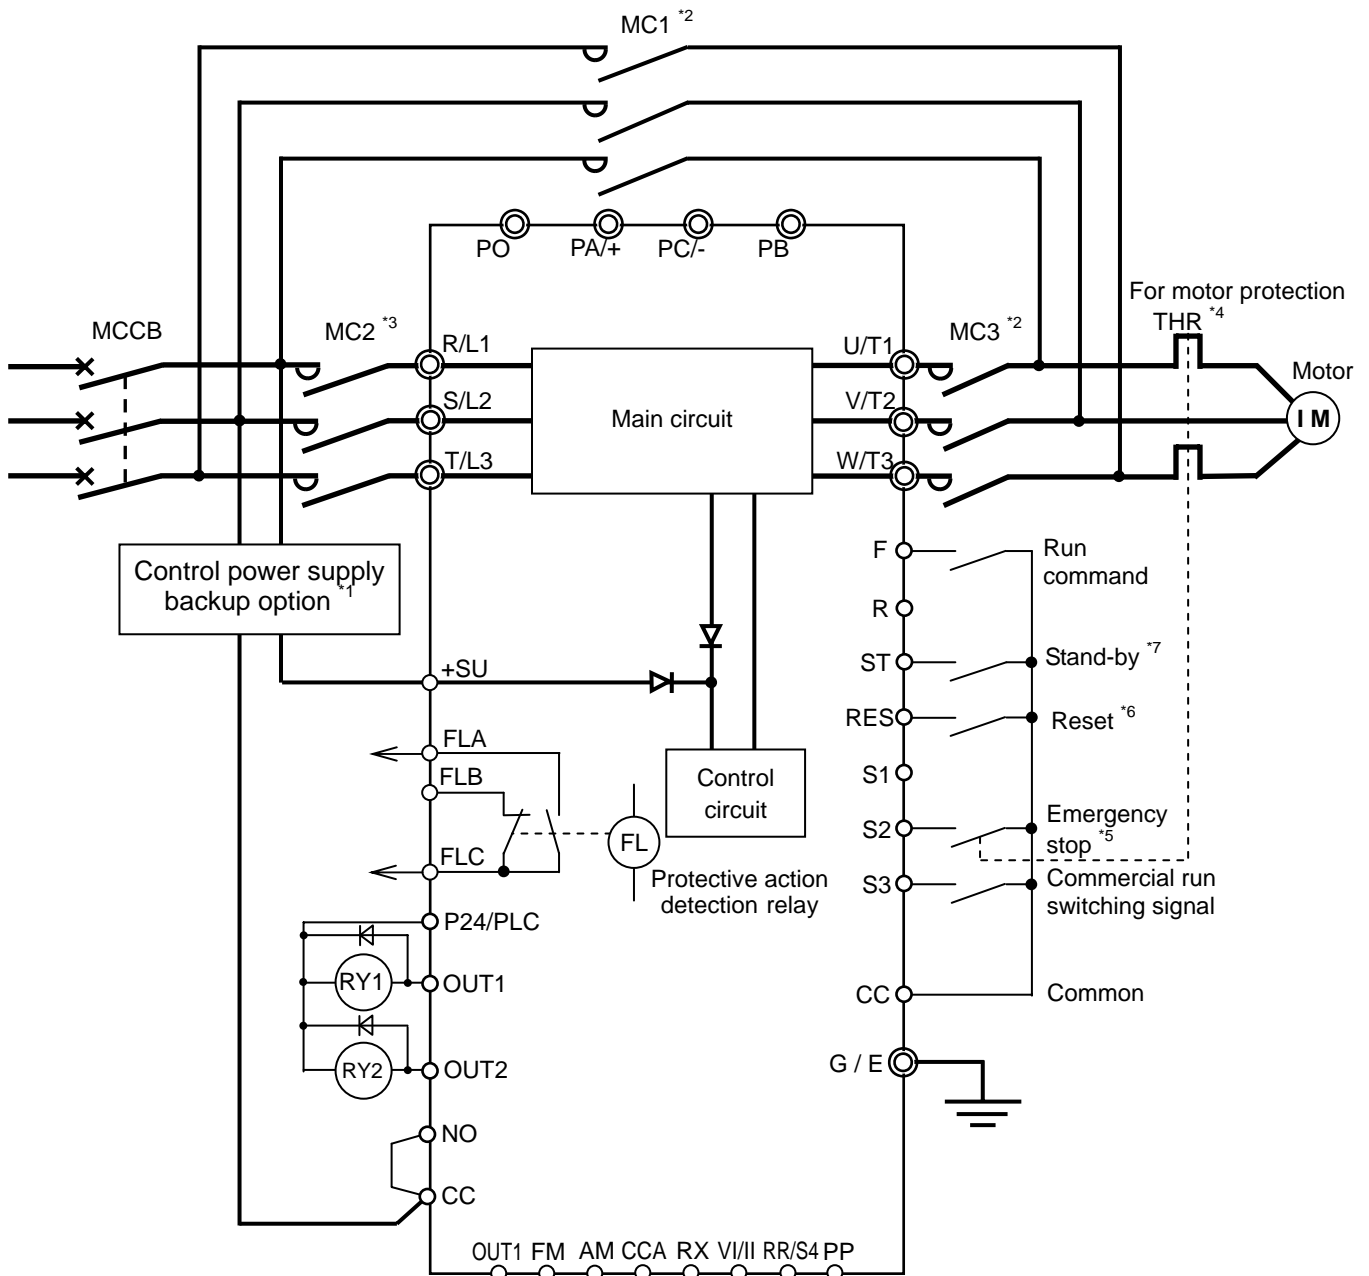 MC1 *2
PO
PA/+
PC/-
PB
For motor protection
THR *4
MCCB
MC2 *3
R/L1
U/T1
MC3 *2
Motor
S/L2
Main circuit
V/T2
I M
T/L3
W/T3
F
Run
command
Control power supply
backup option *1
R
ST
Stand-by *7
+SU
RES
Reset *6
FLA
S1
FLB
Control
circuit
S2
Emergency
stop *5
FL
FLC
Protective action
detection relay
S3
Commercial run
switching signal
P24/PLC
RY1
OUT1
CC
Common
RY2
OUT2
G / E
NO
CC
OUT1 FM AM CCA RX VI/II RR/S4 PP